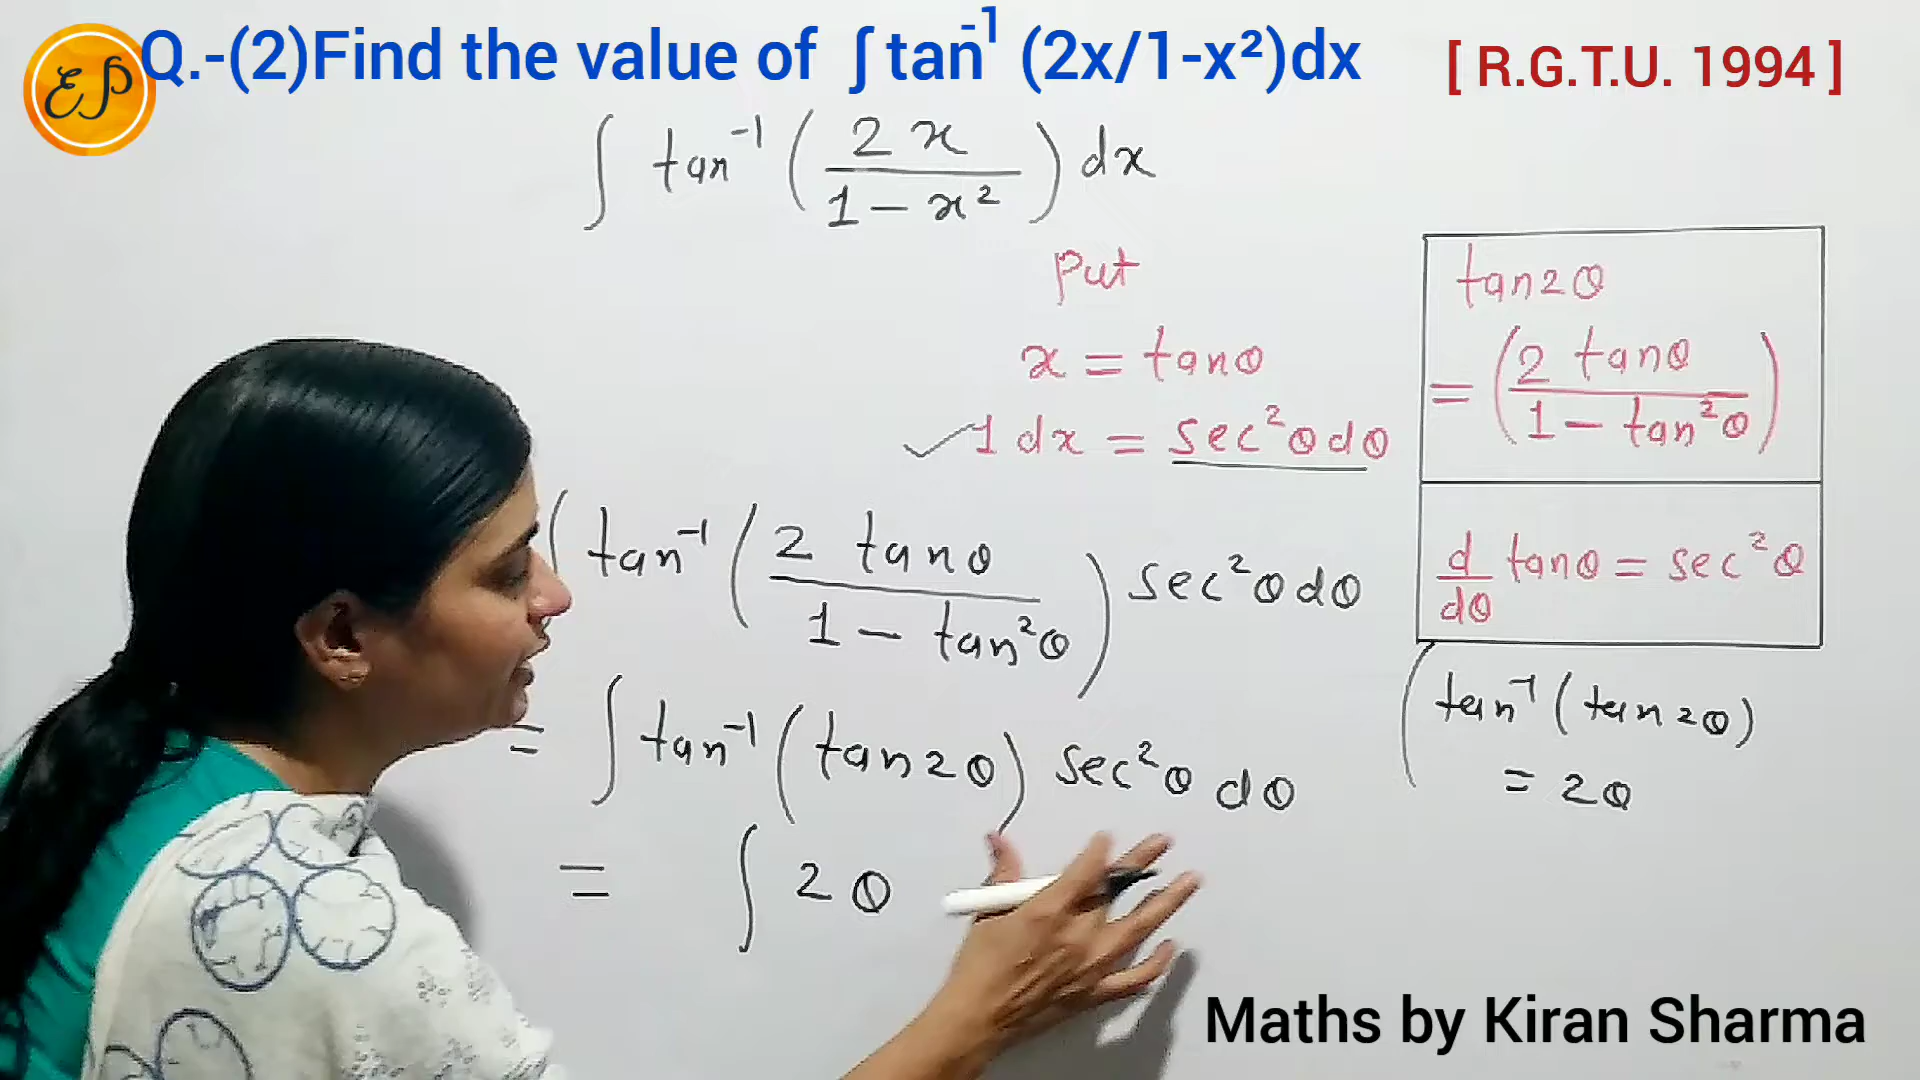 EP
Q.-(2)Find the value of ∫tan⁻¹ (2x/1-x²)dx [ R.G.T.U. 1994 ]
∫ tan⁻¹ (2x / 1 - x²) dx
Put
x = tanθ
✓ 1 dx = sec²θ dθ
tan2θ
= (2 tanθ / 1 - tan²θ)
d/dθ tanθ = sec²θ
∫ tan⁻¹ (2 tanθ / 1 - tan²θ) sec²θ dθ
= ∫ tan⁻¹ (tan2θ) sec²θ dθ
( tan⁻¹ (tan2θ)
= 2θ
= ∫ 2θ
Maths by Kiran Sharma